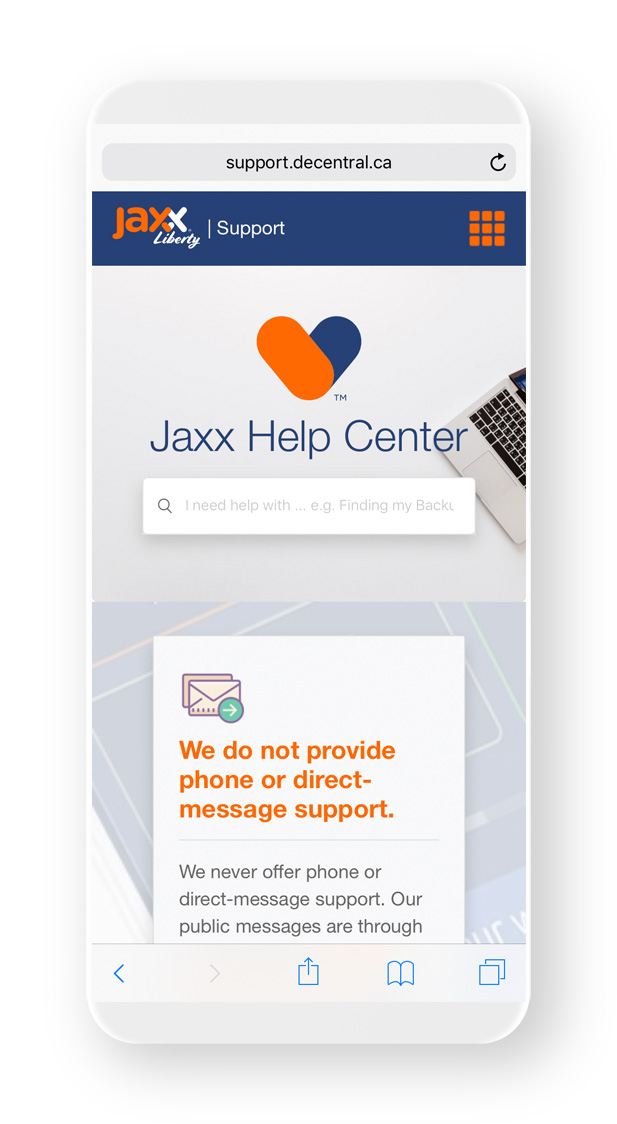 support.decentral.ca
Jaxx
Liberty
| Support
TM
Jaxx Help Center
I need help with ... e.g. Finding my Backu
We do not provide
phone or direct-
message support.
We never offer phone or
direct-message support. Our
public messages are through